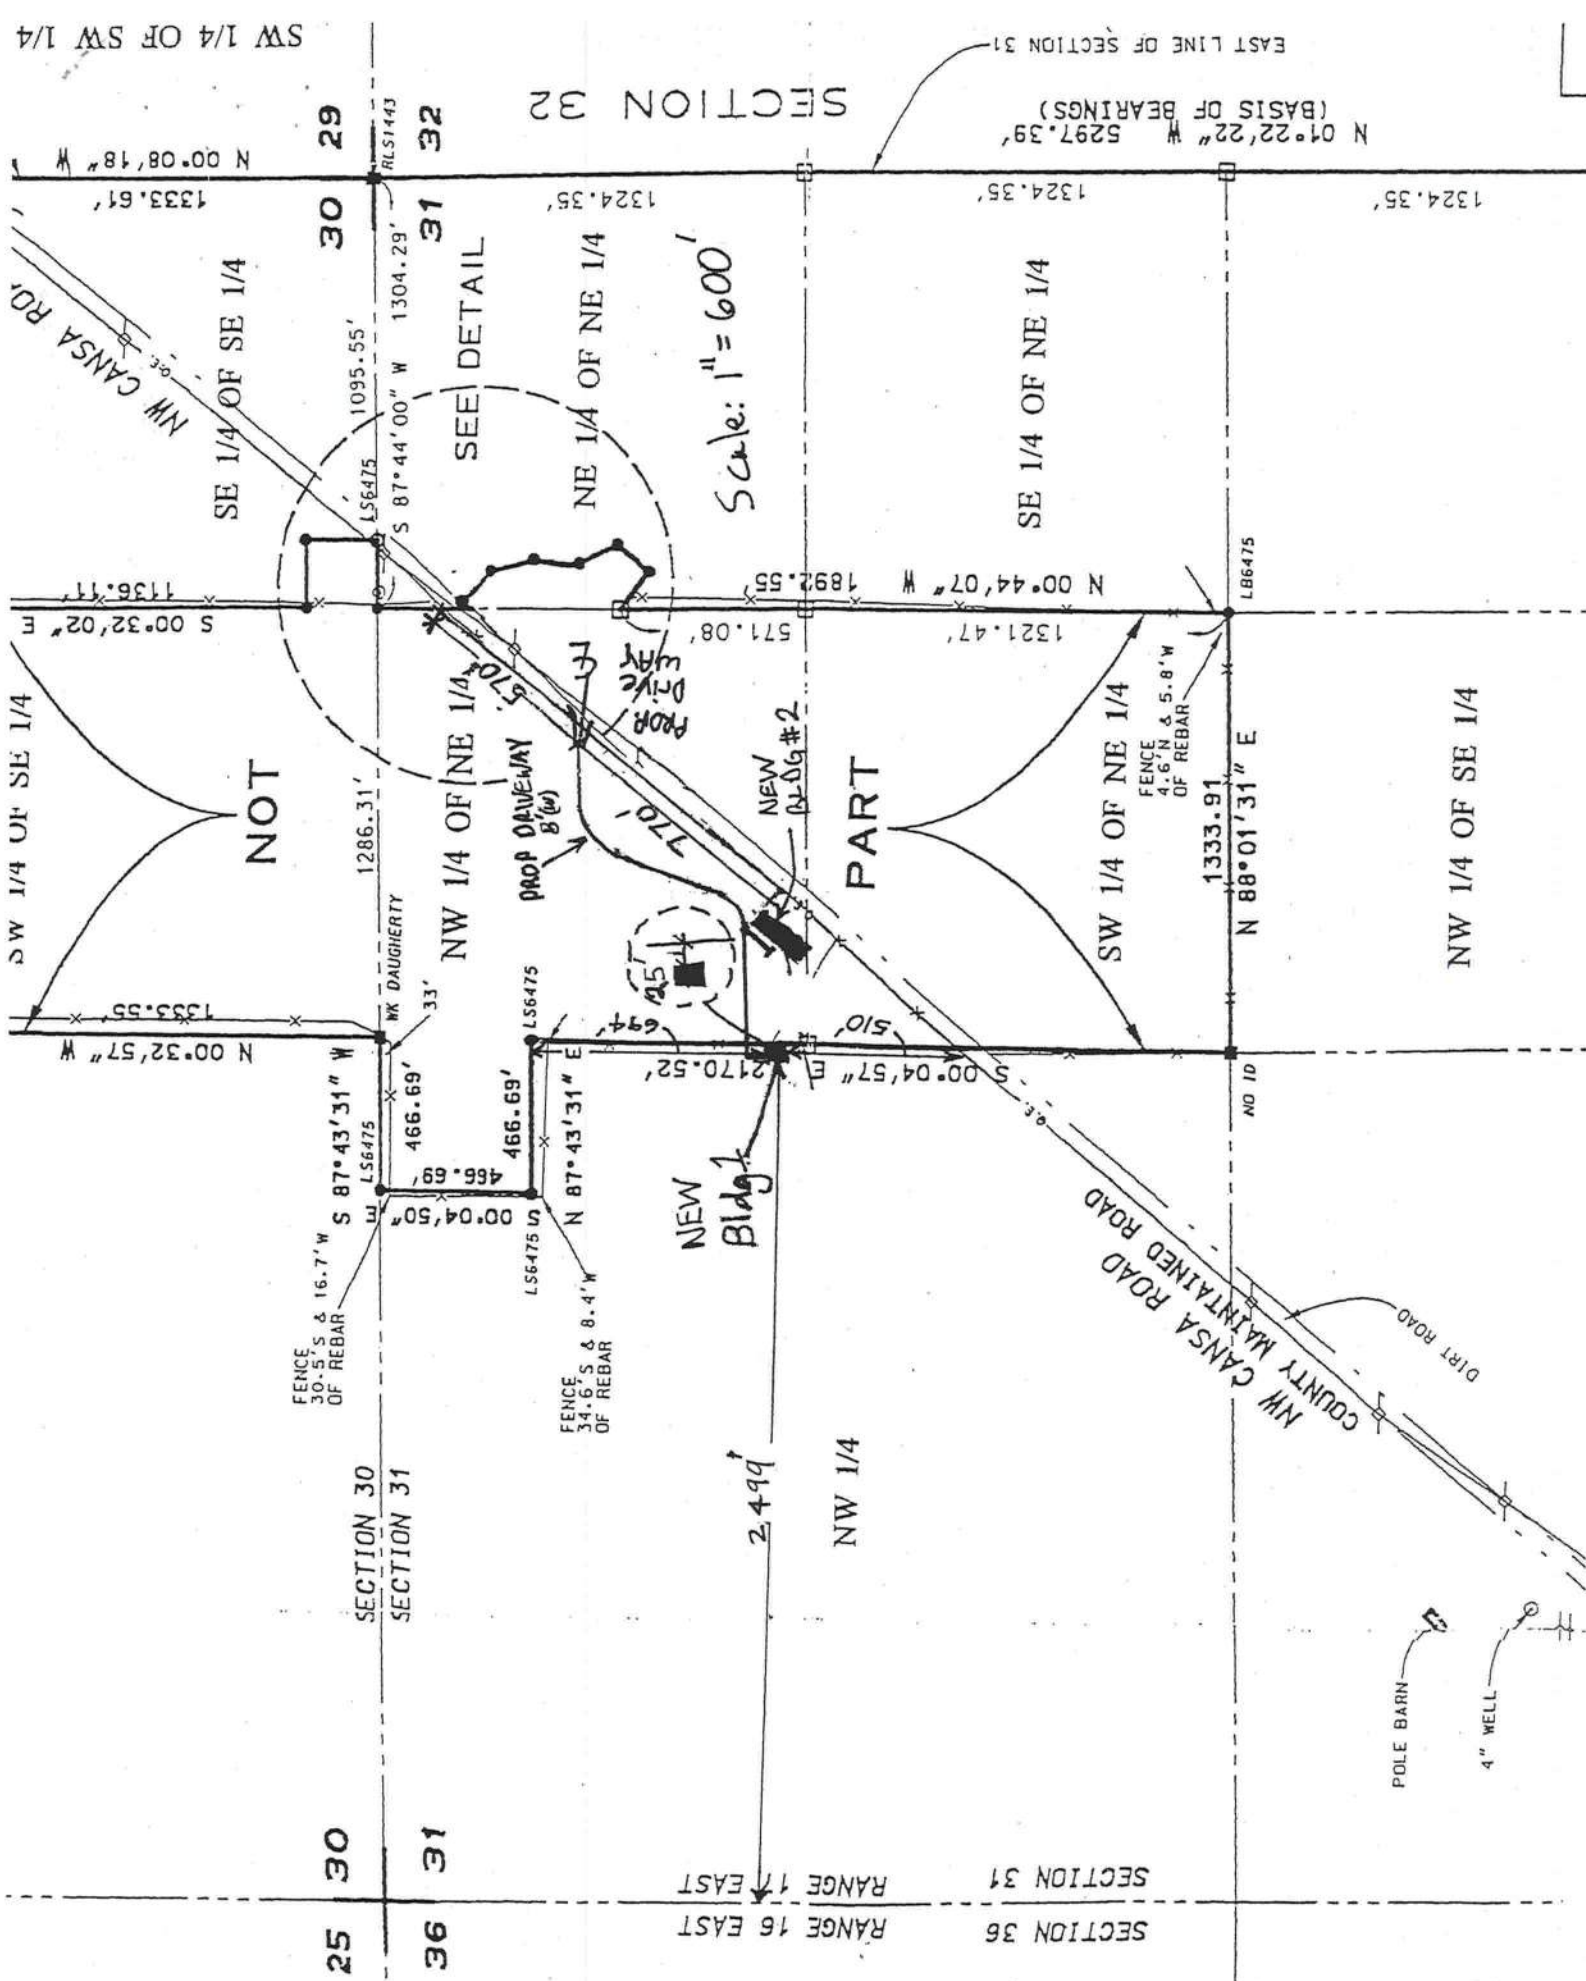 SW 1/4 OF SW 1/4
EAST LINE OF SECTION 31
SECTION 32
(BASIS OF BEARINGS)
N 01°22'22" W 5297.39'
30 29
31 32
RLS1443
N 00°08'18" W
1333.61'
1324.35'
1324.35'
1324.35'
NW CANSA
SE 1/4 OF SE 1/4
1095.55'
S 87°44'00" W 1304.29'
SEE DETAIL
NE 1/4 OF NE 1/4
Scale: 1" = 600'
SE 1/4 OF NE 1/4
LS6475
1136.11'
S 00°32'02" E
1892.55'
N 00°44'07" W
571.08'
1321.47'
LB6475
SW 1/4 OF SE 1/4
NOT
1286.31'
NW 1/4 OF NE 1/4
570'
PROP
Drive
WAY
PROP DRIVEWAY
8'(W)
770'
NEW
BLDG #2
PART
SW 1/4 OF NE 1/4
FENCE
4.6'N & 5.8'W
OF REBAR
1333.91
N 88°01'31" E
NW 1/4 OF SE 1/4
1333.55'
N 00°32'57" W
WK DAUGHERTY
33'
S 87°43'31" W
LS6475
466.69'
466.69'
S 00°04'50" E
466.69'
N 87°43'31" E
LS6475
LS6475
25'
694'
2170.52'
S 00°04'57" E
510'
NO ID
NEW
Bldg 1
FENCE
30.5'S & 16.7'W
OF REBAR
FENCE
34.6'S & 8.4'W
OF REBAR
O.E.
O.E.
NW CANSA ROAD
COUNTY MAINTAINED ROAD
DIRT ROAD
SECTION 30
SECTION 31
2499'
NW 1/4
POLE BARN
4" WELL
25 30
36 31
RANGE 17 EAST
SECTION 31
RANGE 16 EAST
SECTION 36